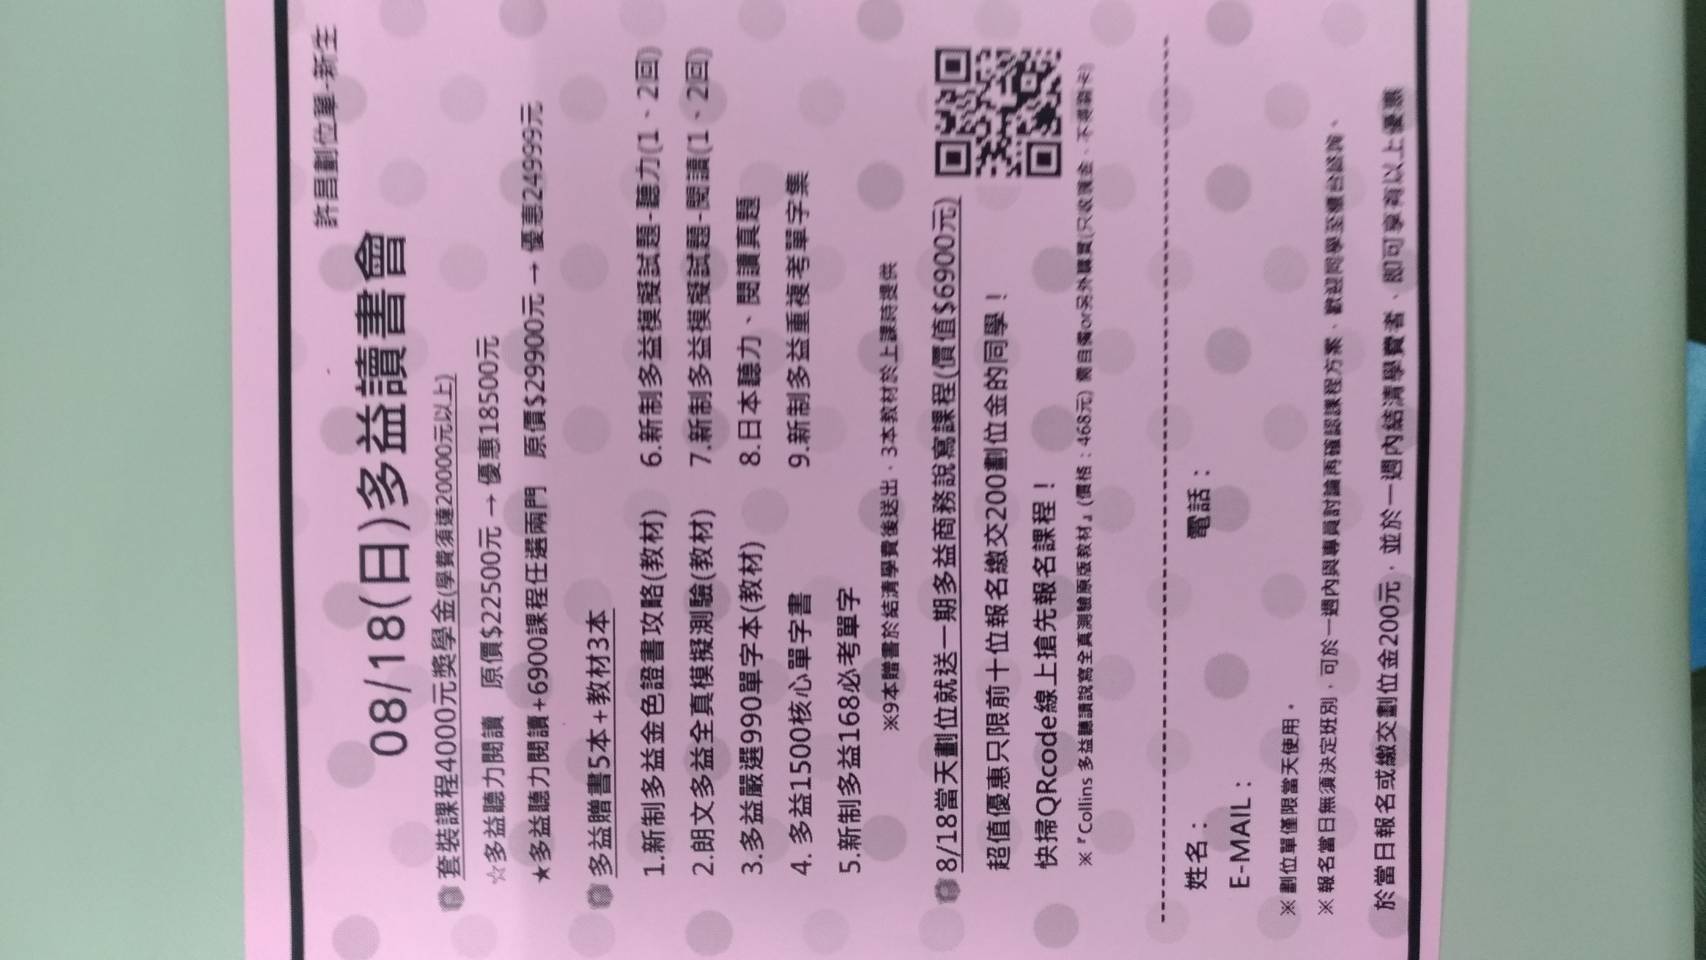 許昌劃位單-新生
08/18(日)多益讀書會
套裝課程4000元獎學金(學費須達20000元以上)
☆多益聽力閱讀 原價$22500元→優惠18500元
★多益聽力閱讀+6900課程任選兩門 原價$29900元→優惠24999元
多益贈書5本+教材3本
1.新制多益金色證書攻略(教材) 6.新制多益模擬試題-聽力(1、2回)
2.朗文多益全真模擬測驗(教材) 7.新制多益模擬試題-閱讀(1、2回)
3.多益嚴選990單字本(教材) 8.日本聽力、閱讀真題
4. 多益1500核心單字書 9.新制多益重複考單字集
5.新制多益168必考單字
※9本贈書於結清學費後送出,3本教材於上課時提供
8/18當天劃位就送一期多益商務說寫課程(價值$6900元)
超值優惠只限前十位報名繳交200劃位金的同學!
快掃QRcode線上搶先報名課程!
※『Collins 多益聽讀說寫全真測驗原版教材』(價格:468元) 需自備or另外購買(只收現金,不得刷卡)
姓名: 電話:
E-MAIL:
※劃位單僅限當天使用。
※報名當日無須決定班別,可於一週內與專員討論再確認課程方案,歡迎同學至櫃台諮詢。
於當日報名或繳交劃位金200元,並於一週內結清學費者,即可享有以上優惠